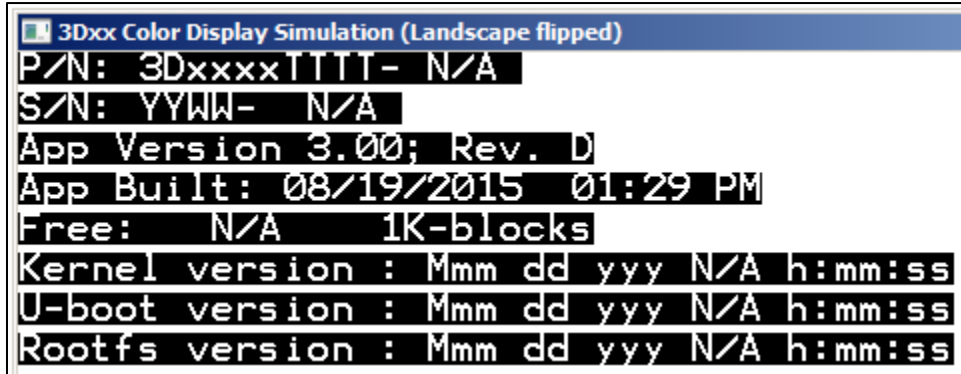 3Dxx Color Display Simulation (Landscape flipped)
P/N: 3DxxxxTTTT- N/A
S/N: YYWW-  N/A
App Version 3.00; Rev. D
App Built: 08/19/2015  01:29 PM
Free:   N/A    1K-blocks
Kernel version : Mmm dd yyy N/A h:mm:ss
U-boot version : Mmm dd yyy N/A h:mm:ss
Rootfs version : Mmm dd yyy N/A h:mm:ss